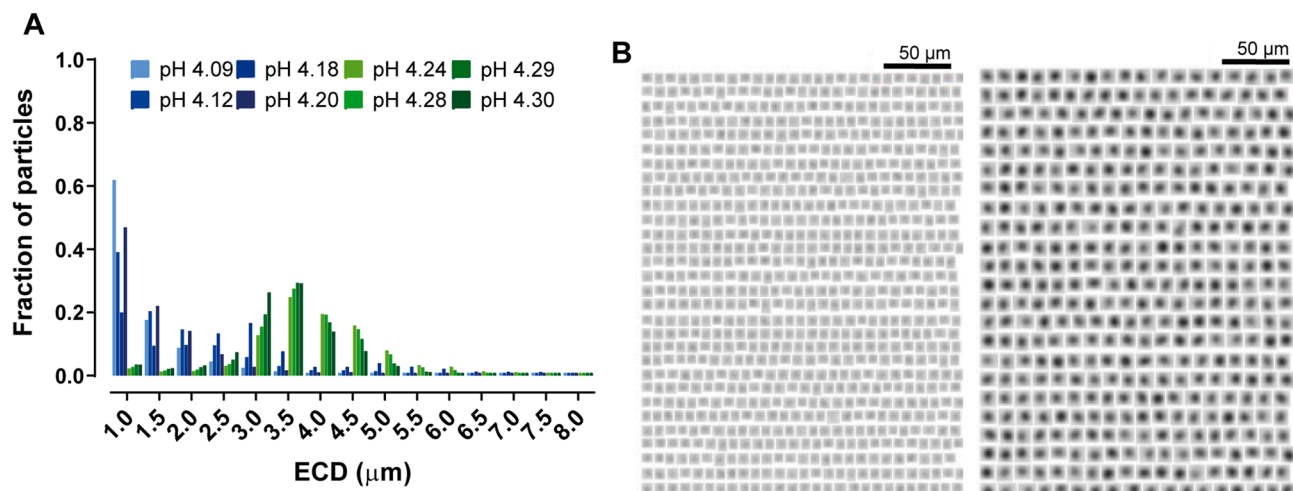 A
B
Fraction of particles
1.0
0.8
0.6
0.4
0.2
0.0
pH 4.09 pH 4.18 pH 4.24 pH 4.29
pH 4.12 pH 4.20 pH 4.28 pH 4.30
1.0 1.5 2.0 2.5 3.0 3.5 4.0 4.5 5.0 5.5 6.0 6.5 7.0 7.5 8.0
ECD (μm)
50 μm
50 μm